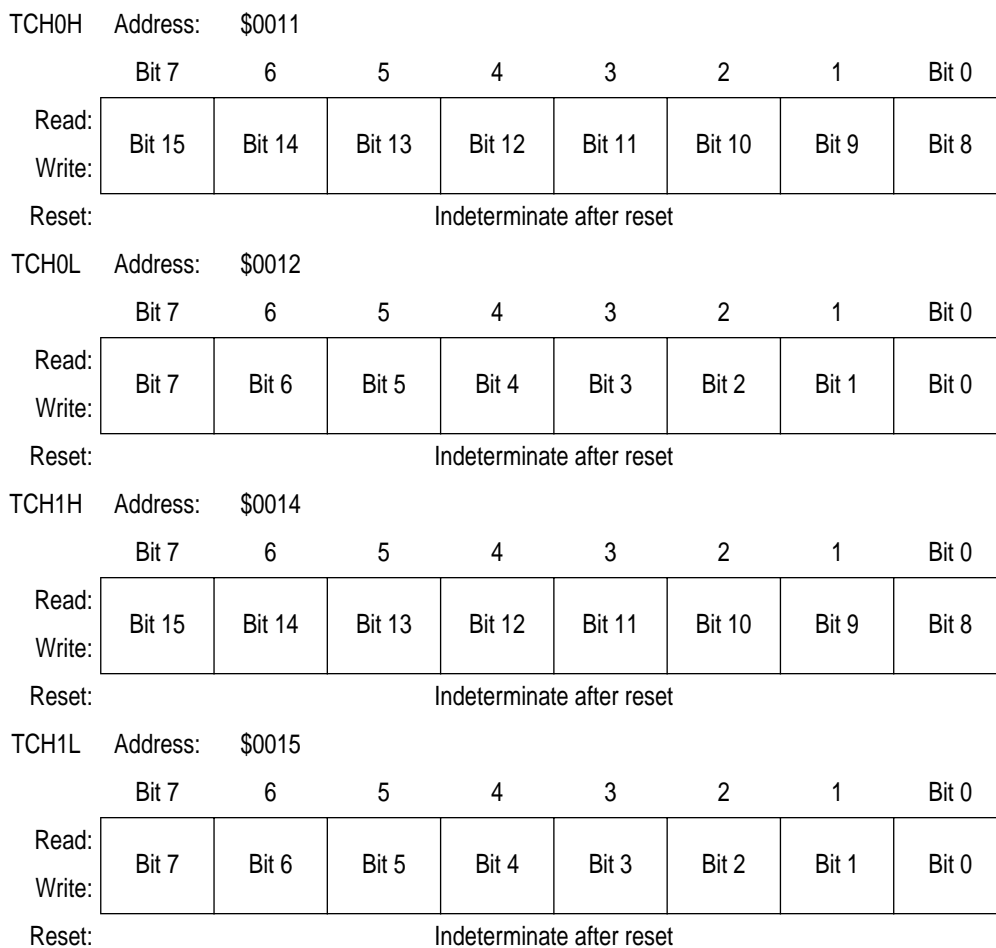 TCH0H Address: $0011
Bit 7 6 5 4 3 2 1 Bit 0
Read:
Bit 15 Bit 14 Bit 13 Bit 12 Bit 11 Bit 10 Bit 9 Bit 8
Write:
Reset: Indeterminate after reset
TCH0L Address: $0012
Bit 7 6 5 4 3 2 1 Bit 0
Read:
Bit 7 Bit 6 Bit 5 Bit 4 Bit 3 Bit 2 Bit 1 Bit 0
Write:
Reset: Indeterminate after reset
TCH1H Address: $0014
Bit 7 6 5 4 3 2 1 Bit 0
Read:
Bit 15 Bit 14 Bit 13 Bit 12 Bit 11 Bit 10 Bit 9 Bit 8
Write:
Reset: Indeterminate after reset
TCH1L Address: $0015
Bit 7 6 5 4 3 2 1 Bit 0
Read:
Bit 7 Bit 6 Bit 5 Bit 4 Bit 3 Bit 2 Bit 1 Bit 0
Write:
Reset: Indeterminate after reset